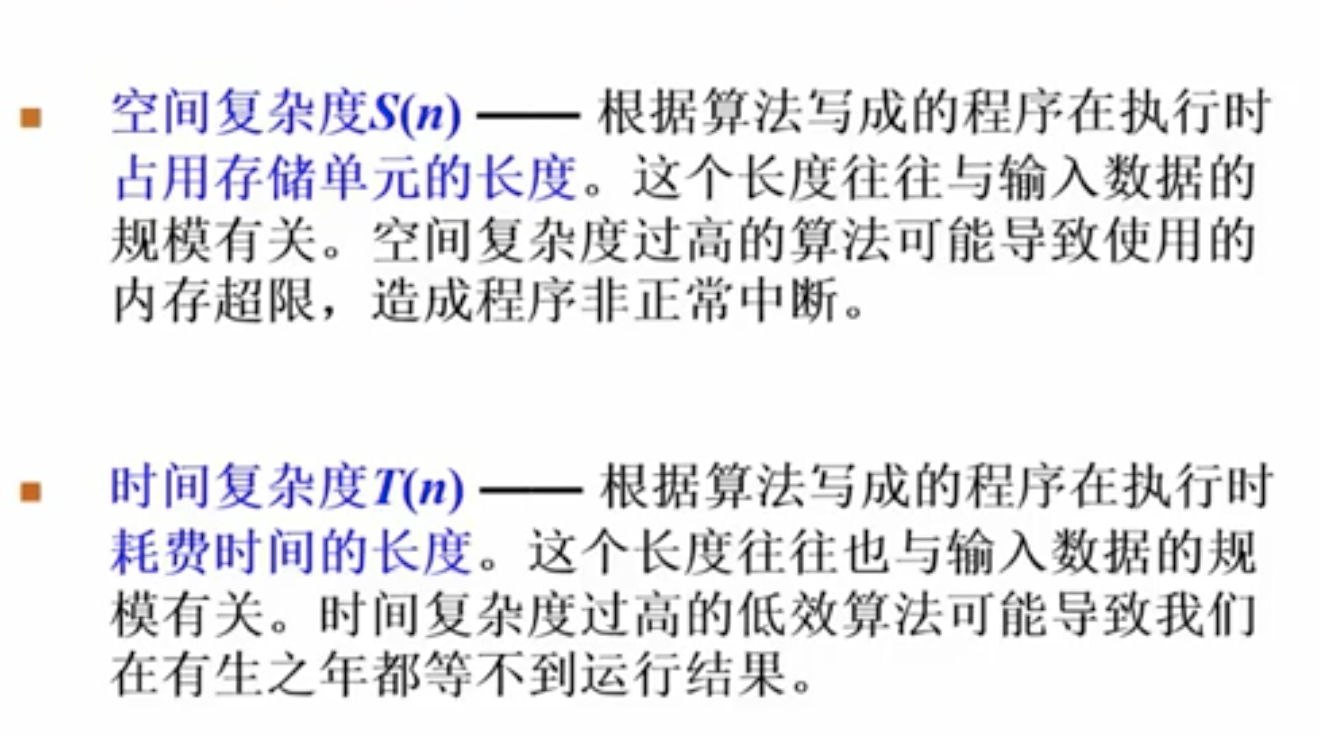 空间复杂度S(n) —— 根据算法写成的程序在执行时
占用存储单元的长度。这个长度往往与输入数据的
规模有关。空间复杂度过高的算法可能导致使用的
内存超限，造成程序非正常中断。
时间复杂度T(n) —— 根据算法写成的程序在执行时
耗费时间的长度。这个长度往往也与输入数据的规
模有关。时间复杂度过高的低效算法可能导致我们
在有生之年都等不到运行结果。